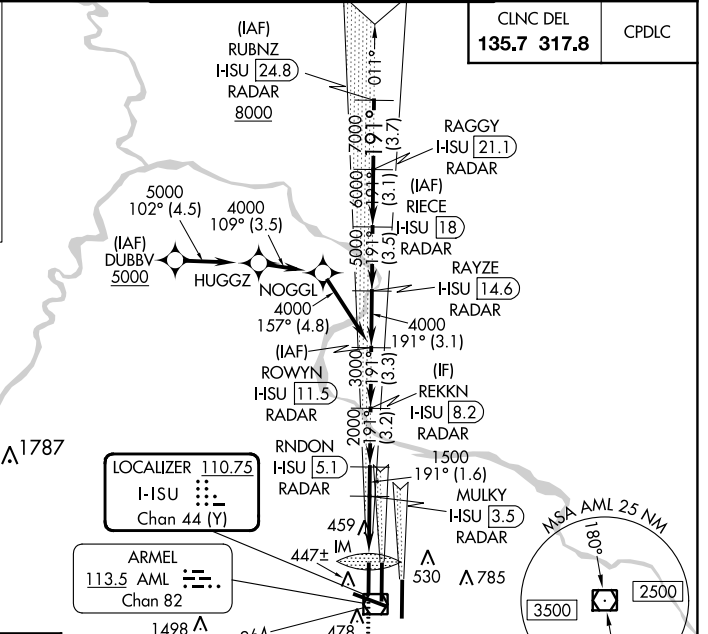 CLNC DEL
135.7 317.8
CPDLC
(IAF)
RUBNZ
I-ISU 24.8
RADAR
8000
011°
7000
191°
(3.7)
RAGGY
I-ISU 21.1
RADAR
6000
191°
(3.1)
(IAF)
RIECE
I-ISU 18
RADAR
5000
102° (4.5)
4000
109° (3.5)
(IAF)
DUBBV
5000
HUGGZ
NOGGL
4000
157° (4.8)
5000
191°
(3.5)
RAYZE
I-ISU 14.6
RADAR
4000
191° (3.1)
(IAF)
ROWYN
I-ISU 11.5
RADAR
3000
191°
(3.3)
(IF)
REKKN
I-ISU 8.2
RADAR
2000
191°
(3.2)
1787
RNDON
I-ISU 5.1
RADAR
1500
191° (1.6)
MULKY
I-ISU 3.5
RADAR
LOCALIZER 110.75
I-ISU
Chan 44 (Y)
459
IM
447±
530
785
ARMEL
113.5 AML
Chan 82
1498
478
MSA AML 25 NM
180°
2500
3500